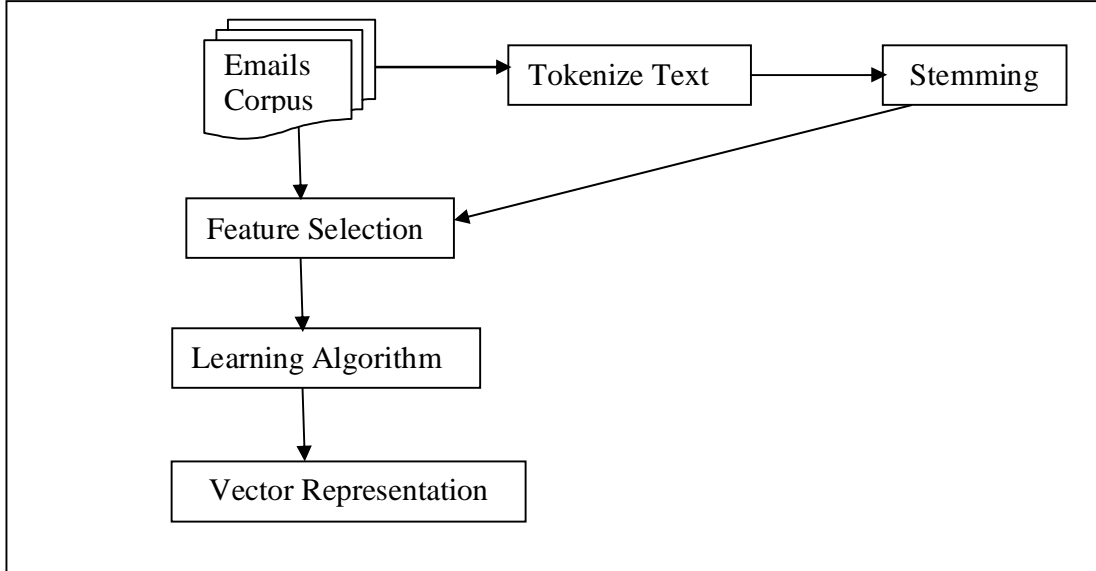 Emails
Corpus
Tokenize Text
Stemming
Feature Selection
Learning Algorithm
Vector Representation